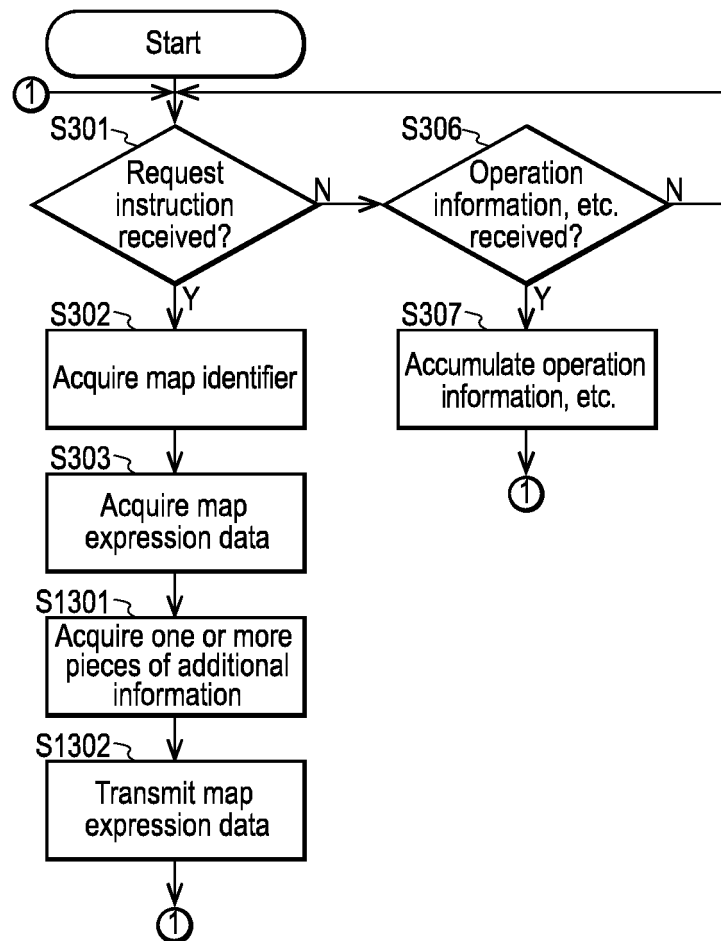 Start
1
S301
Request
instruction
received?
N
Y
S306
Operation
information, etc.
received?
N
Y
S302
Acquire map identifier
S307
Accumulate operation
information, etc.
1
S303
Acquire map
expression data
S1301
Acquire one or more
pieces of additional
information
S1302
Transmit map
expression data
1